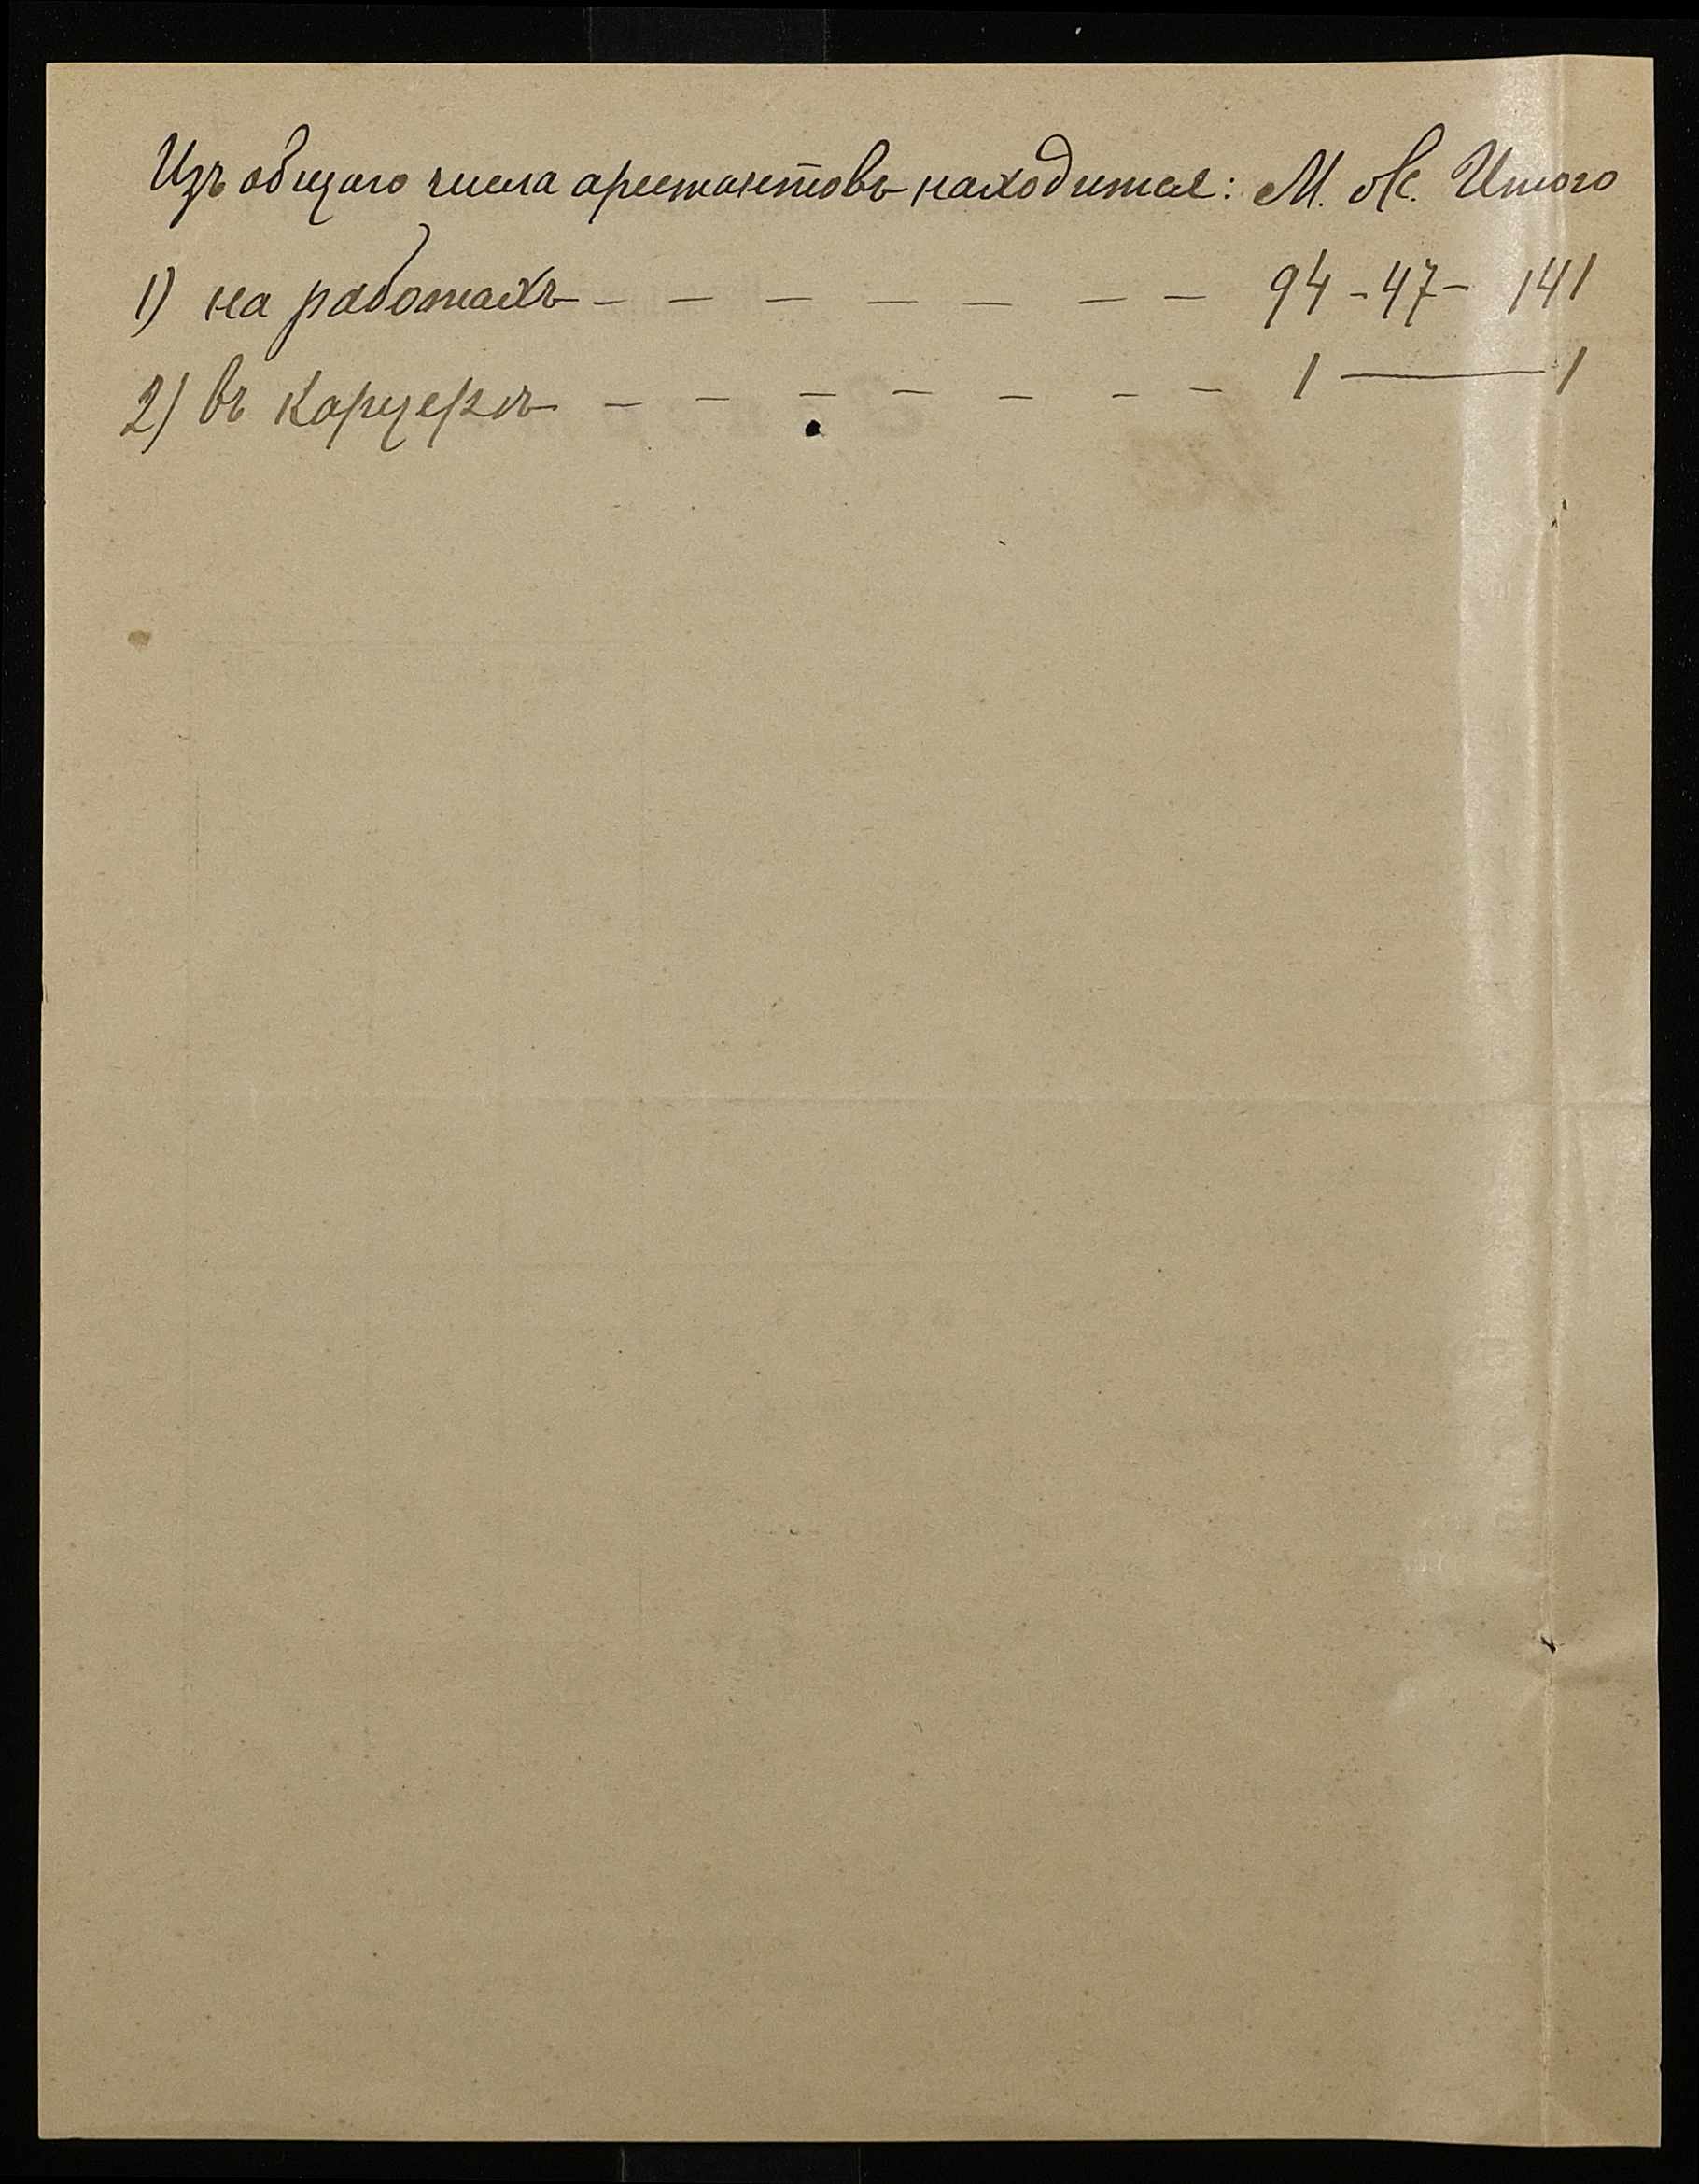 Изъ общаго числа арестантовъ находится: М. Ж. Итого
1) на работахъ - - - - - - - 94 - 47 - 141
2) въ карцерѣ - - - - - - - 1 — 1